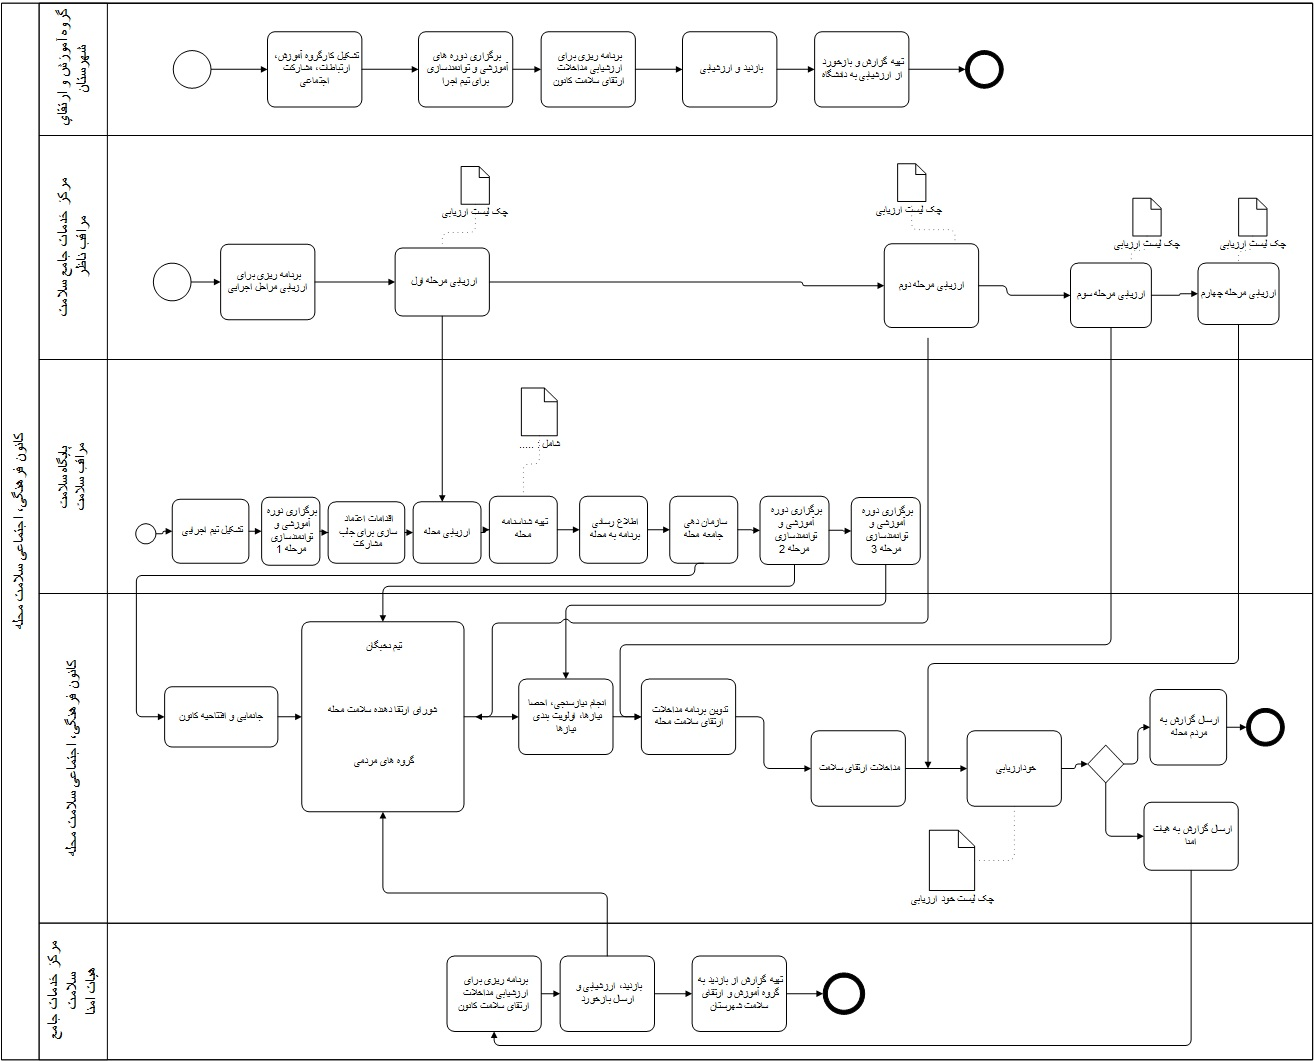 کانون فرهنگی، اجتماعی سلامت محله
گروه آموزش و ارتقای
شهرستان
تشکیل کارگروه آموزش،
ارتباطات، مشارکت
اجتماعی
برگزاری دوره های
آموزشی و توانمندسازی
برای تیم اجرا
برنامه ریزی برای
ارزشیابی مداخلات
ارتقای سلامت کانون
بازدید و ارزشیابی
تهیه گزارش و بازخورد
از ارزشیابی به دانشگاه
مرکز خدمات جامع سلامت
مراقب ناظر
برنامه ریزی برای
ارزیابی مراحل اجرایی
چک لیست ارزیابی
ارزیابی مرحله اول
چک لیست ارزیابی
ارزیابی مرحله دوم
چک لیست ارزیابی
ارزیابی مرحله سوم
چک لیست ارزیابی
ارزیابی مرحله چهارم
پایگاه سلامت
مراقب سلامت
شامل: .....
تشکیل تیم اجرایی
برگزاری دوره
آموزشی و
توانمندسازی
مرحله 1
اقدامات اعتماد
سازی برای جلب
مشارکت
ارزیابی محله
تهیه شناسنامه
محله
اطلاع رسانی
برنامه به محله
سازمان دهی
جامعه محله
برگزاری دوره
آموزشی و
توانمندسازی
مرحله 2
برگزاری دوره
آموزشی و
توانمندسازی
مرحله 3
کانون فرهنگی، اجتماعی سلامت محله
جانمایی و افتتاحیه کانون
تیم نخبگان
شورای ارتقا دهنده سلامت محله
گروه های مردمی
انجام نیازسنجی، احصا
نیازها، اولویت بندی
نیازها
تدوین برنامه مداخلات
ارتقای سلامت محله
مداخلات ارتقای سلامت
خودارزیابی
چک لیست خود ارزیابی
ارسال گزارش به
مردم محله
ارسال گزارش به هیئت
امنا
مرکز خدمات جامع
سلامت
هیات امنا
برنامه ریزی برای
ارزشیابی مداخلات
ارتقای سلامت کانون
بازدید، ارزشیابی و
ارسال بازخورد
تهیه گزارش از بازدید به
گروه آموزش و ارتقای
سلامت شهرستان